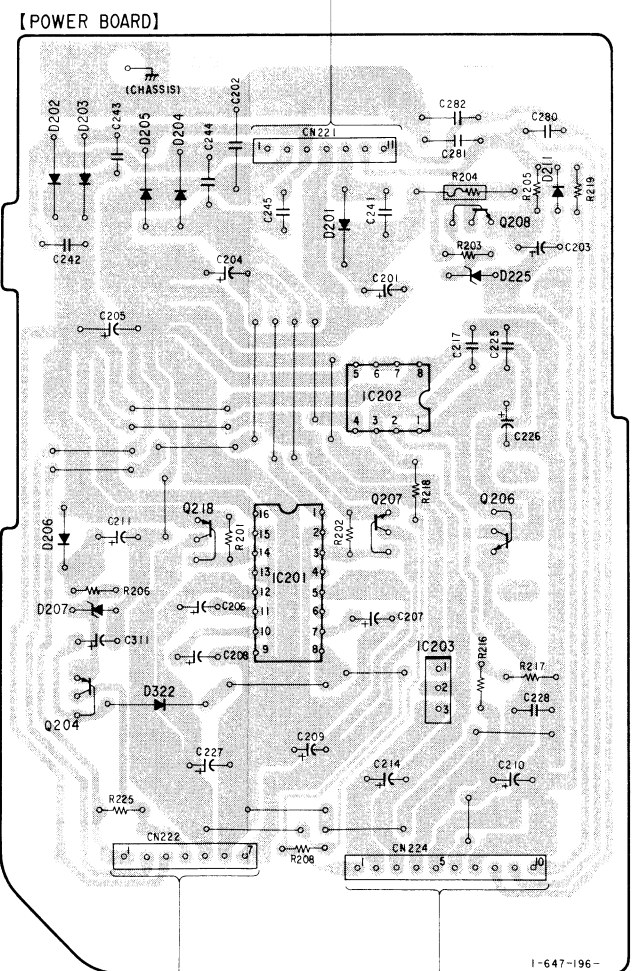 【POWER BOARD】
(CHASSIS)
D202
D203
C243
D205
D204
C244
C202
CN221
1
11
C282
C281
C280
R204
R205
D211
R219
Q208
C245
D201
C241
C242
C204
R203
C203
D225
C201
C205
C217
C225
5 6 7 8
IC202
4 3 2 1
C226
R218
D206
C211
Q218
R201
16
15
14
13
12
11
10
9
IC201
1
2
3
4
5
6
7
8
R202
Q207
Q206
R206
D207
C206
C207
C311
C208
IC203
1
2
3
R216
R217
C228
Q204
D322
C209
C227
C214
C210
R225
CN222
1
7
R208
CN224
1
5
10
1-647-196-